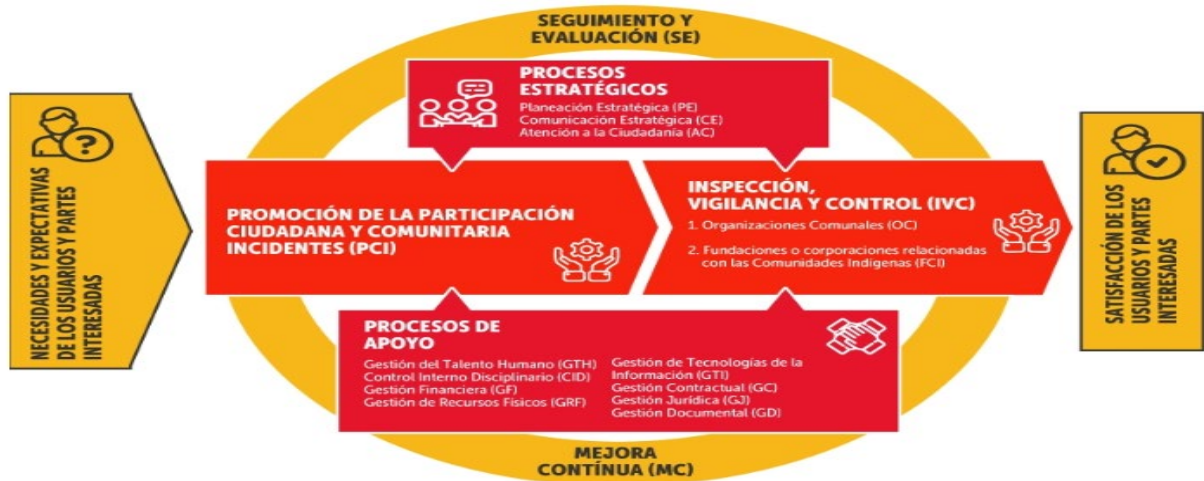 SEGUIMIENTO Y
EVALUACIÓN (SE)
PROCESOS
ESTRATÉGICOS
Planeación Estratégica (PE)
Comunicación Estratégica (CE)
Atención a la Ciudadanía (AC)
NECESIDADES Y EXPECTATIVAS
DE LOS USUARIOS Y PARTES
INTERESADAS
PROMOCIÓN DE LA PARTICIPACIÓN
CIUDADANA Y COMUNITARIA
INCIDENTES (PCI)
INSPECCIÓN,
VIGILANCIA Y CONTROL (IVC)
1. Organizaciones Comunales (OC)
2. Fundaciones o corporaciones relacionadas
con las Comunidades Indígenas (FCI)
SATISFACCIÓN DE LOS
USUARIOS Y PARTES
INTERESADAS
PROCESOS DE
APOYO
Gestión del Talento Humano (GTH)
Control Interno Disciplinario (CID)
Gestión Financiera (GF)
Gestión de Recursos Físicos (GRF)
Gestión de Tecnologías de la
Información (GTI)
Gestión Contractual (GC)
Gestión Jurídica (GJ)
Gestión Documental (GD)
MEJORA
CONTÍNUA (MC)